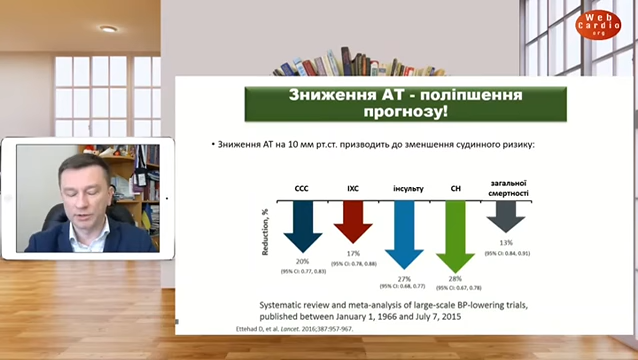 Web
Cardio
org
Зниження АТ - поліпшення
прогнозу!
• Зниження АТ на 10 мм рт.ст. призводить до зменшення судинного ризику:
ССС
ІХС
інсульту
СН
загальної
смертності
Reduction, %
20%
(95% CI: 0.77, 0.83)
17%
(95% CI: 0.78, 0.88)
27%
(95% CI: 0.68, 0.77)
28%
(95% CI: 0.67, 0.78)
13%
(95% CI: 0.84, 0.91)
Systematic review and meta-analysis of large-scale BP-lowering trials,
published between January 1, 1966 and July 7, 2015
Ettehad D, et al. Lancet. 2016;387:957-967.